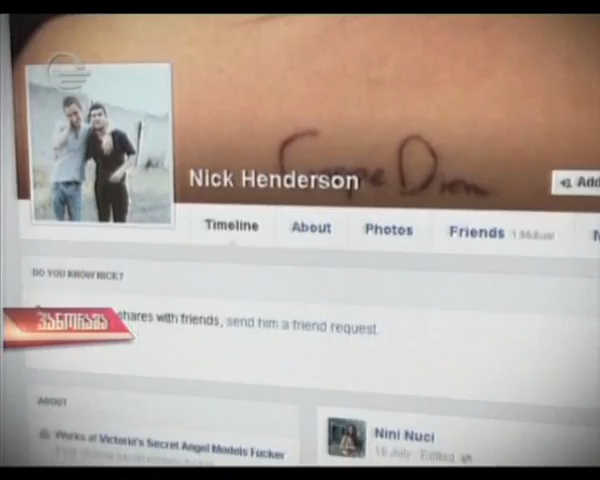 Carpe Diem
Nick Henderson
Add
Timeline About Photos Friends 1 Mutual
DO YOU KNOW NICK?
shares with friends, send him a friend request.
პანორამა
ABOUT
Works at Victoria's Secret Angel Models Fucker
Nini Nuci
16 July · Edited